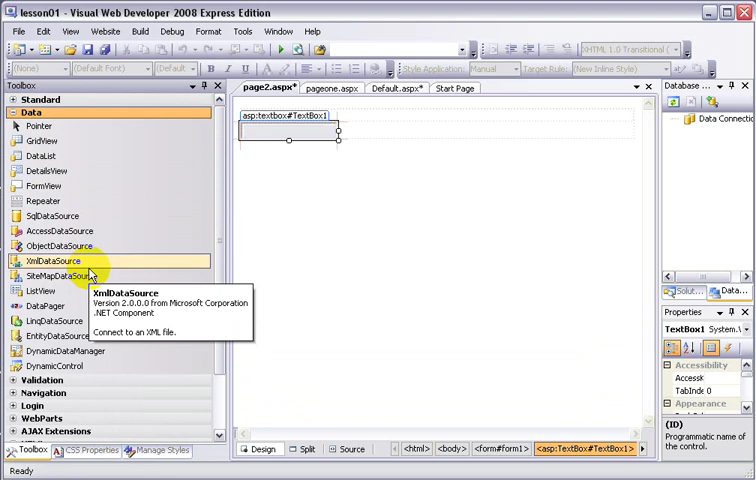 lesson01 - Visual Web Developer 2008 Express Edition
File Edit View Website Build Debug Format Tools Window Help
XHTML 1.0 Transitional (
(None) (Default Font) (Default B I U A Style Application: Manual Target Rule: (New Inline Style)
Toolbox
page2.aspx* pageone.aspx Default.aspx* Start Page
Database ...
Standard
Data
Pointer
GridView
DataList
DetailsView
FormView
Repeater
SqlDataSource
AccessDataSource
ObjectDataSource
XmlDataSource
SiteMapDataSource
ListView
DataPager
LinqDataSource
EntityDataSource
DynamicDataManager
DynamicControl
Validation
Navigation
Login
WebParts
AJAX Extensions
Toolbox CSS Properties Manage Styles
XmlDataSource
Version 2.0.0.0 from Microsoft Corporation
.NET Component
Connect to an XML file.
asp:textbox#TextBox1
Design Split Source <html> <body> <form#form1> <asp:TextBox#TextBox1>
Data Connectio
Solut... Data...
Properties
TextBox1 System.W
Accessibility
AccessK
TabInde 0
Appearance
(ID)
Programmatic name of the control.
Ready